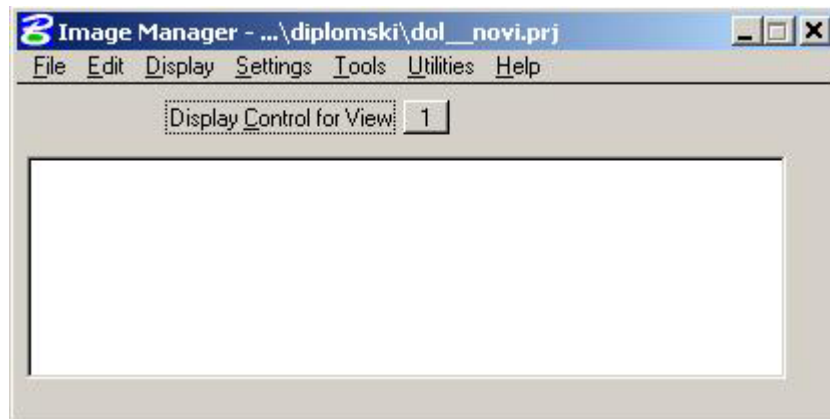 Image Manager - ...\diplomski\dol__novi.prj
File Edit Display Settings Tools Utilities Help
Display Control for View 1